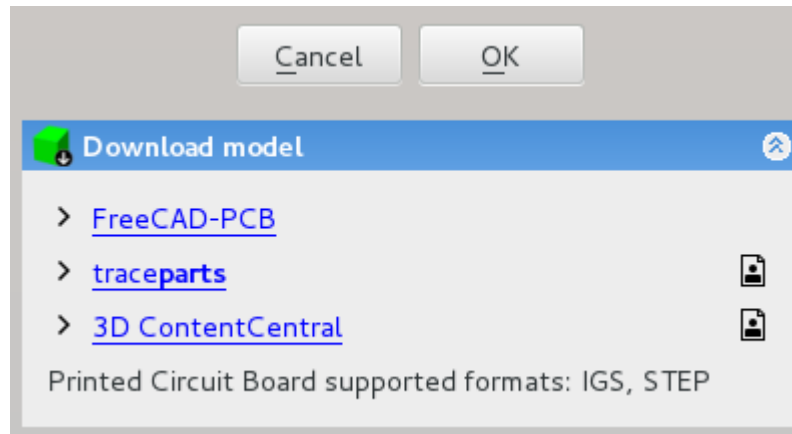 Cancel OK
Download model
FreeCAD-PCB
traceparts
3D ContentCentral
Printed Circuit Board supported formats: IGS, STEP